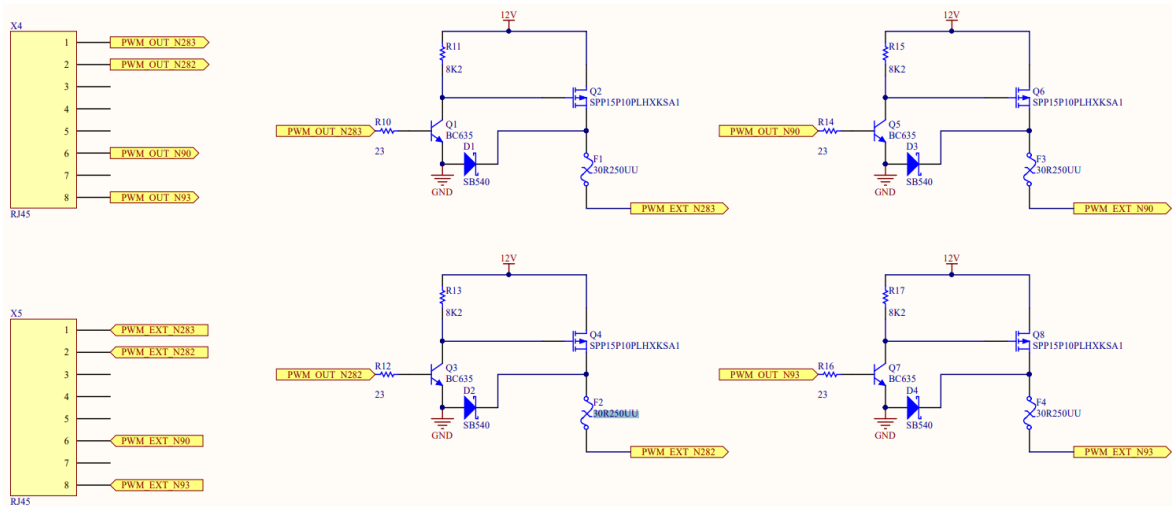 X4
1 PWM_OUT_N283
2 PWM_OUT_N282
3
4
5
6 PWM_OUT_N90
7
8 PWM_OUT_N93
RJ45
12V
R11
8K2
Q2
SPP15P10PLHXKSA1
PWM_OUT_N283
R10
23
Q1
BC635
D1
SB540
GND
F1
30R250UU
PWM_EXT_N283
12V
R15
8K2
Q6
SPP15P10PLHXKSA1
PWM_OUT_N90
R14
23
Q5
BC635
D3
SB540
GND
F3
30R250UU
PWM_EXT_N90
X5
1 PWM_EXT_N283
2 PWM_EXT_N282
3
4
5
6 PWM_EXT_N90
7
8 PWM_EXT_N93
RJ45
12V
R13
8K2
Q4
SPP15P10PLHXKSA1
PWM_OUT_N282
R12
23
Q3
BC635
D2
SB540
GND
F2
30R250UU
PWM_EXT_N282
12V
R17
8K2
Q8
SPP15P10PLHXKSA1
PWM_OUT_N93
R16
23
Q7
BC635
D4
SB540
GND
F4
30R250UU
PWM_EXT_N93